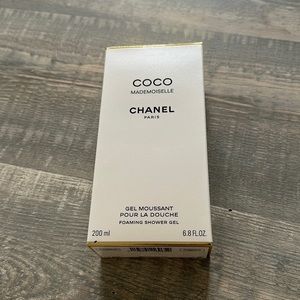 COCO
MADEMOISELLE
CHANEL
PARIS
GEL MOUSSANT
POUR LA DOUCHE
FOAMING SHOWER GEL
200 ml 6.8 FL.OZ.